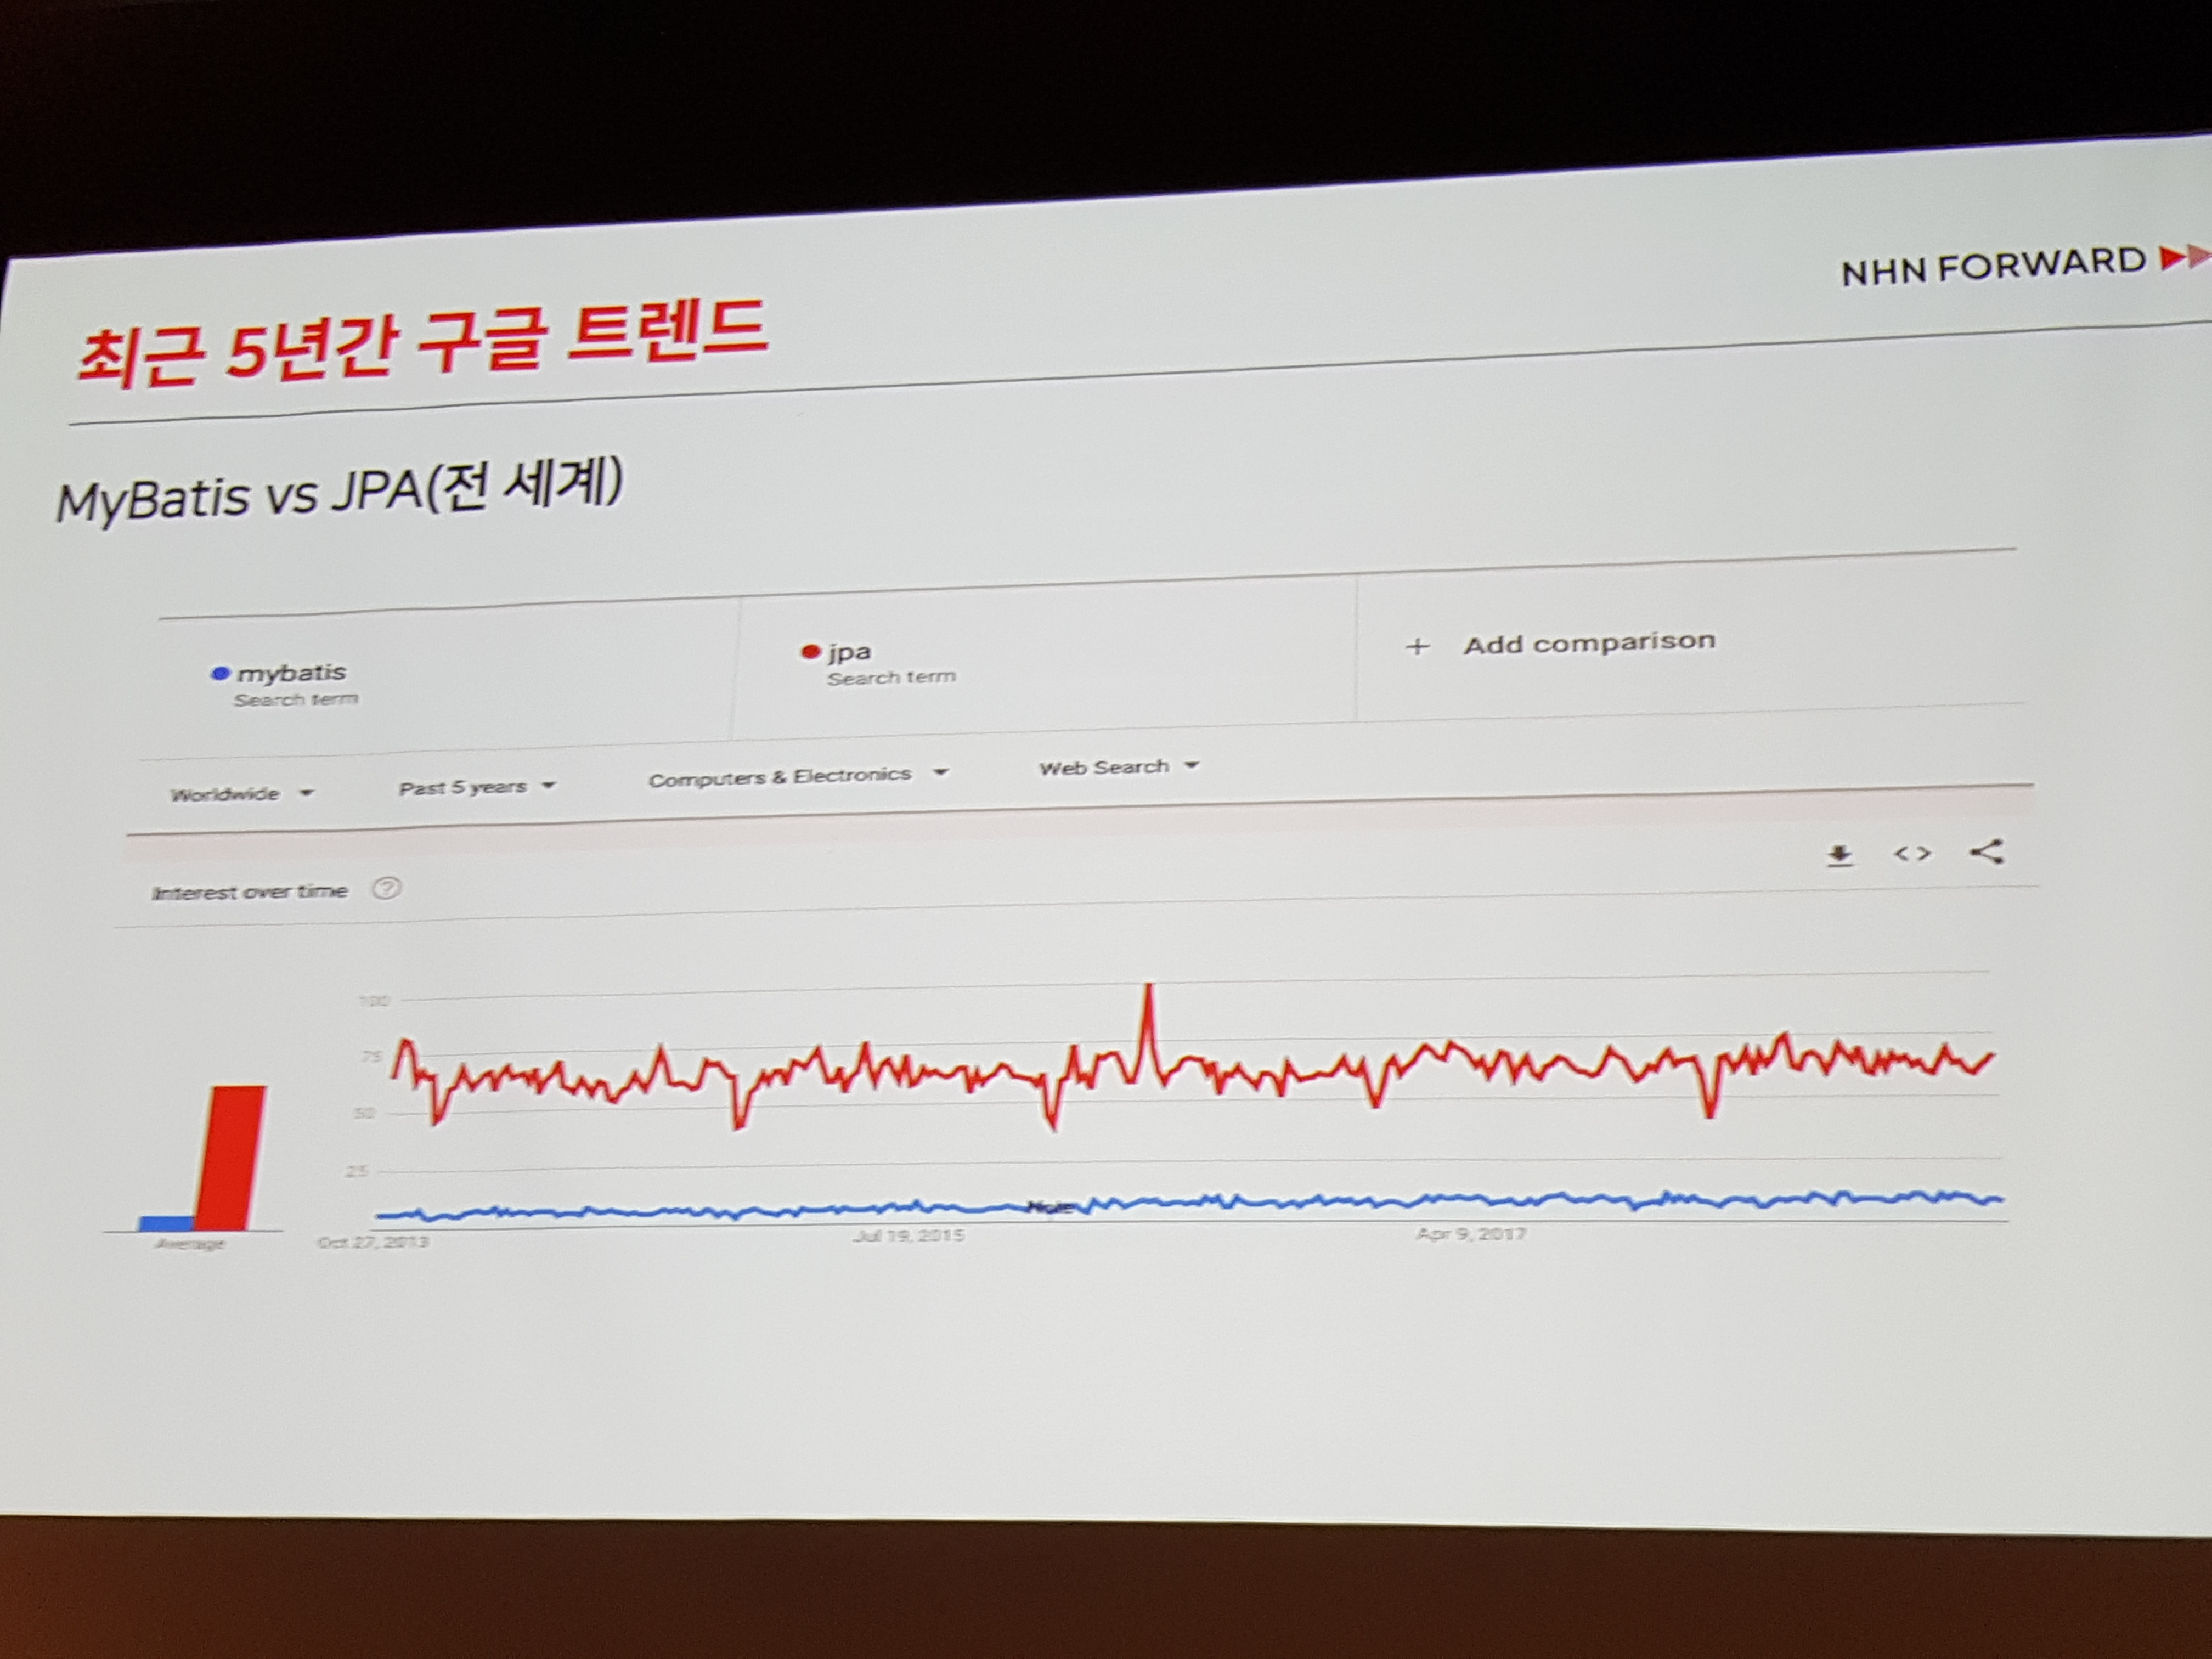 NHN FORWARD
최근 5년간 구글 트렌드
MyBatis vs JPA(전 세계)
mybatis
Search term
jpa
Search term
+ Add comparison
Worldwide
Past 5 years
Computers & Electronics
Web Search
Interest over time
100
75
50
25
Note
Average
Oct 27, 2013
Jul 19, 2015
Apr 9, 2017